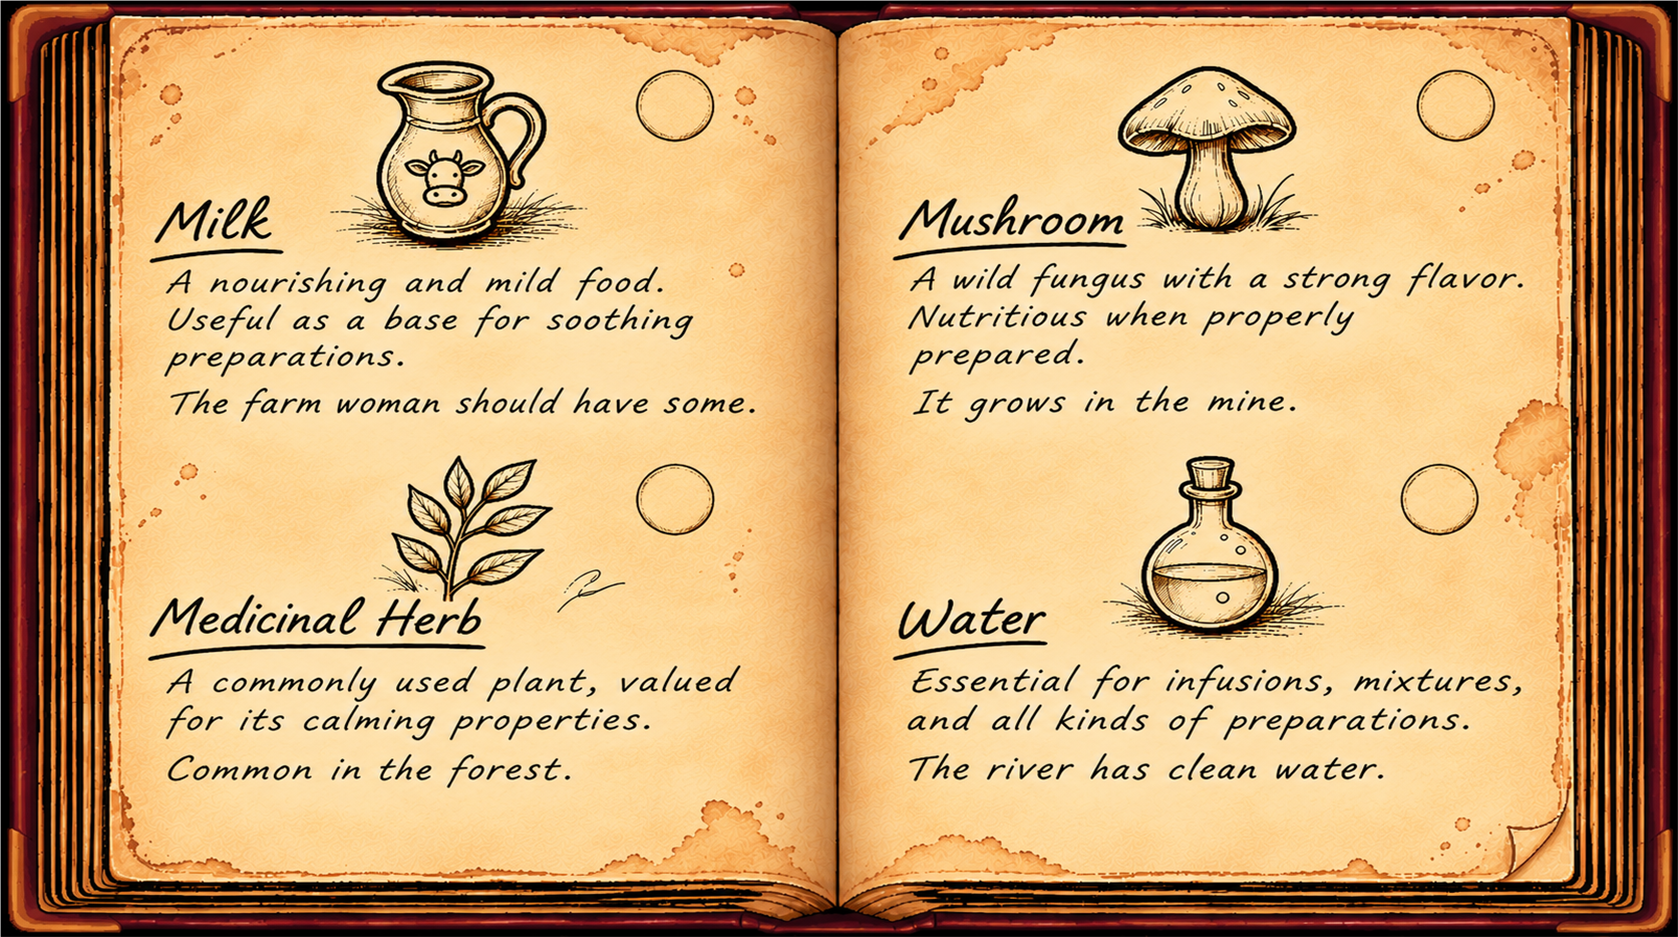 Milk
A nourishing and mild food.
Useful as a base for soothing
preparations.
The farm woman should have some.
Medicinal Herb
A commonly used plant, valued
for its calming properties.
Common in the forest.
Mushroom
A wild fungus with a strong flavor.
Nutritious when properly
prepared.
It grows in the mine.
Water
Essential for infusions, mixtures,
and all kinds of preparations.
The river has clean water.